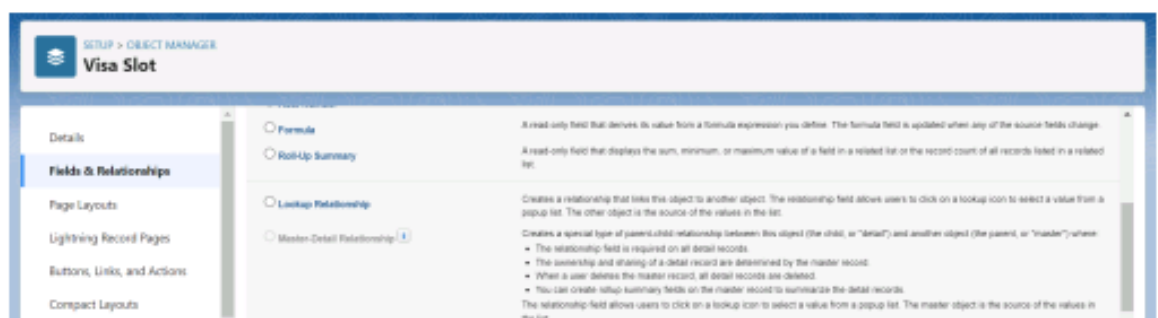 SETUP > OBJECT MANAGER
Visa Slot
Details
Fields & Relationships
Page Layouts
Lightning Record Pages
Buttons, Links, and Actions
Compact Layouts
Formula
A read-only field that derives its value from a formula expression you define. The formula field is updated when any of the source fields change.
Roll-Up Summary
A read-only field that displays the sum, minimum, or maximum value of a field in a related list or the record count of all records listed in a related
list.
Lookup Relationship
Creates a relationship that links this object to another object. The relationship field allows users to click on a lookup icon to select a value from a
popup list. The other object is the source of the values in the list.
Master-Detail Relationship i
Creates a special type of parent-child relationship between this object (the child, or "detail") and another object (the parent, or "master") where:
• The relationship field is required on all detail records.
• The ownership and sharing of a detail record are determined by the master record.
• When a user deletes the master record, all detail records are deleted.
• You can create rollup summary fields on the master record to summarize the detail records.
The relationship field allows users to click on a lookup icon to select a value from a popup list. The master object is the source of the values in